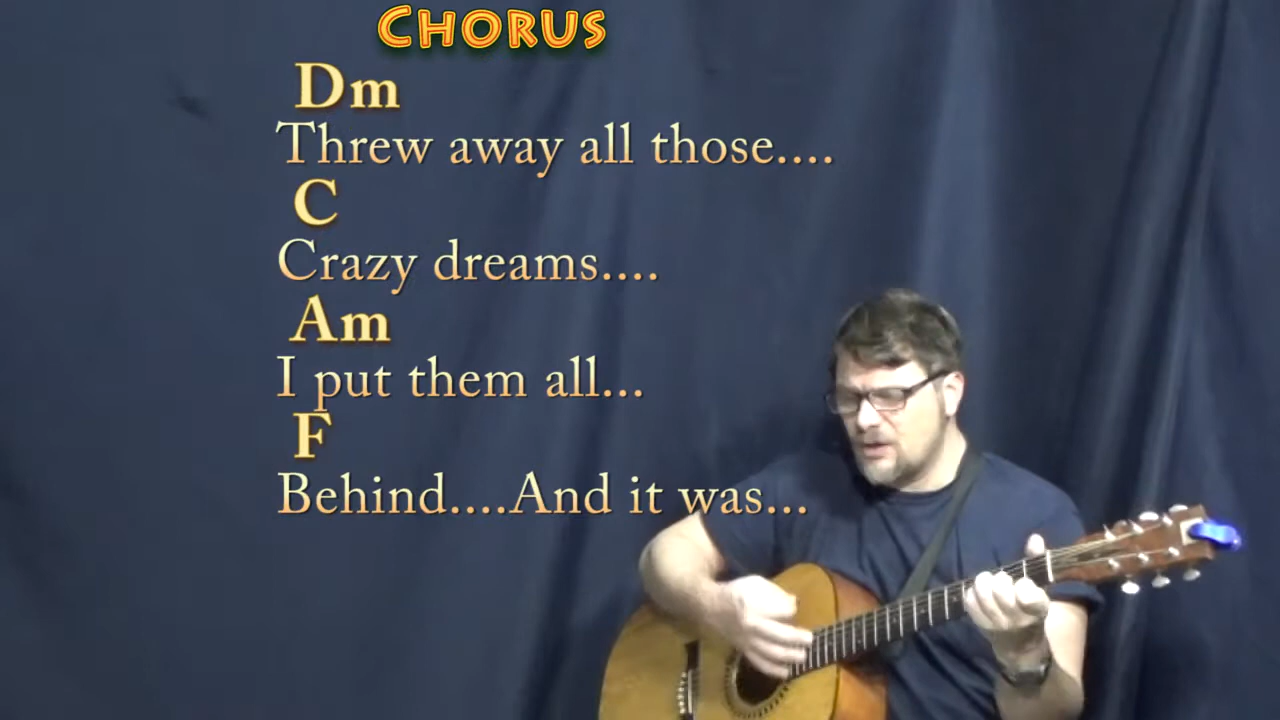 CHORUS
Dm
Threw away all those....
C
Crazy dreams....
Am
I put them all...
F
Behind....And it was...